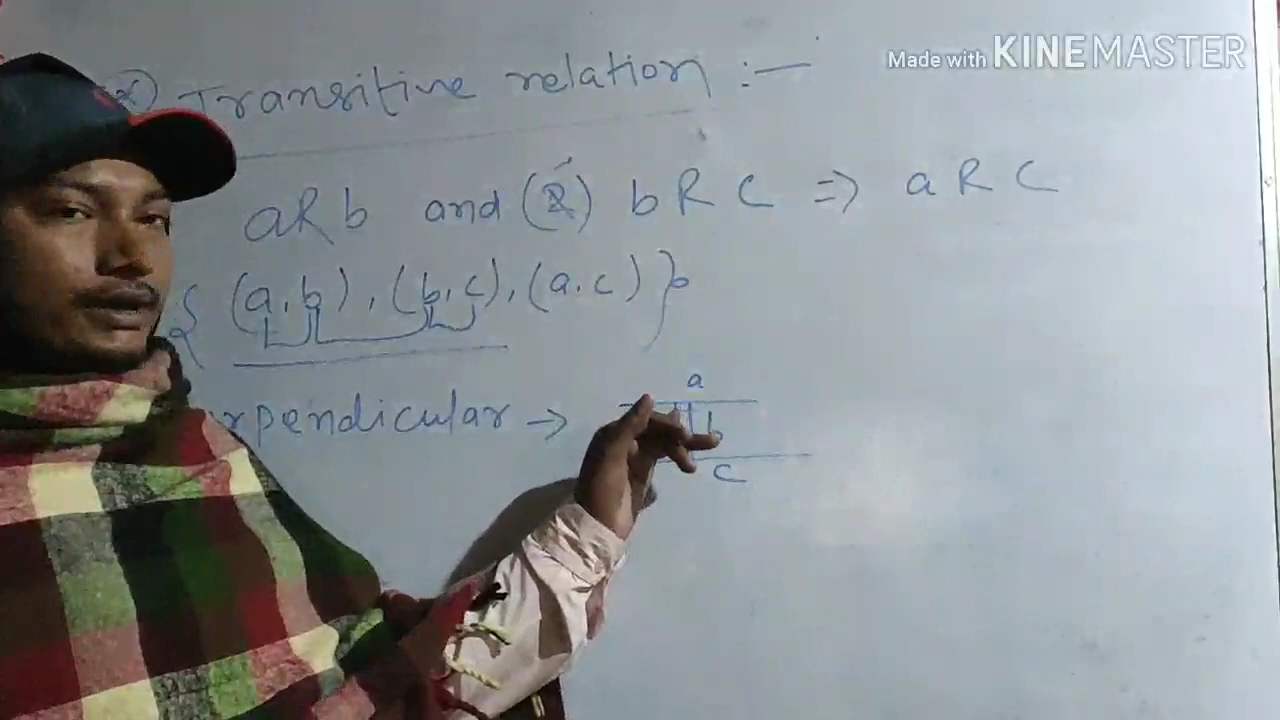 Made with KINEMASTER
Transitive relation :—
aRb and (&) bRC => aRC
{ (a,b), (b,c), (a.c) }
rpendicular ->
a
b
C